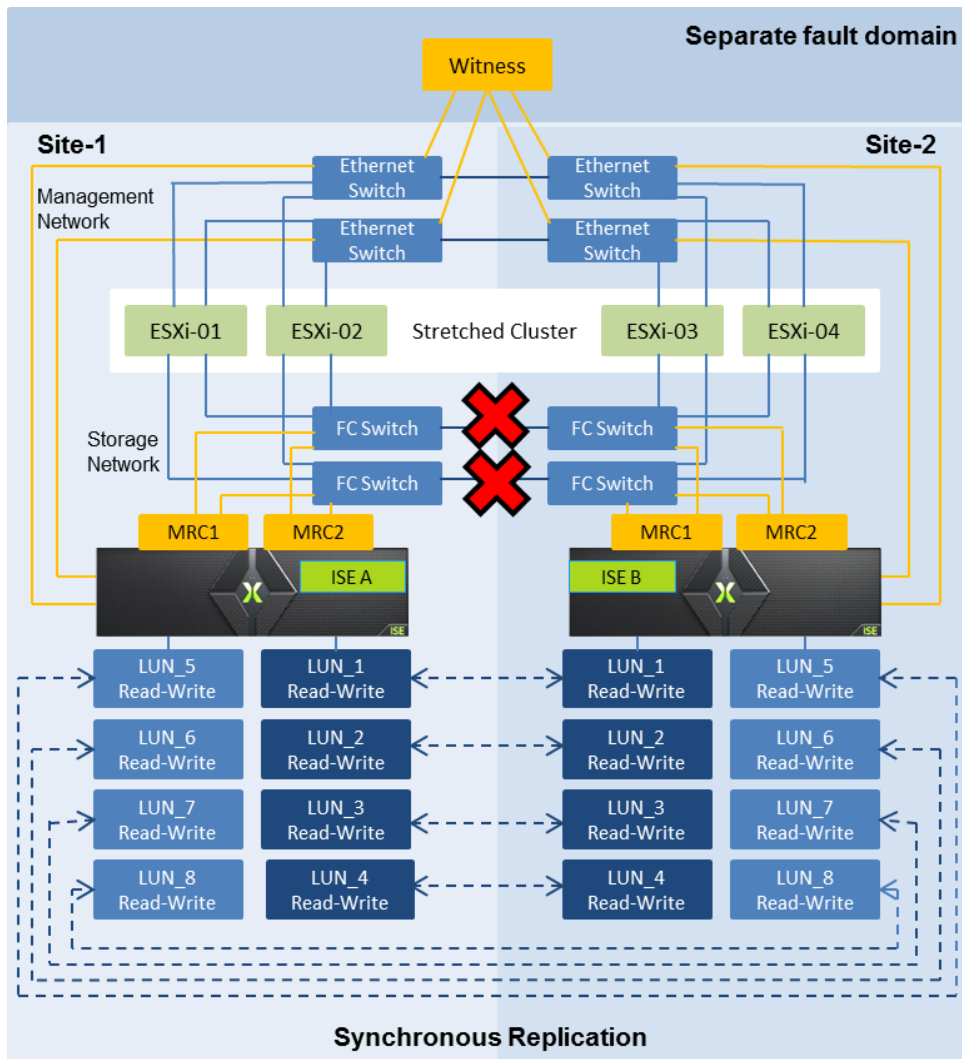 Separate fault domain
Witness
Site-1
Site-2
Ethernet
Switch
Ethernet
Switch
Management
Network
Ethernet
Switch
Ethernet
Switch
ESXi-01
ESXi-02
Stretched Cluster
ESXi-03
ESXi-04
FC Switch
FC Switch
Storage
Network
FC Switch
FC Switch
MRC1
MRC2
MRC1
MRC2
ISE A
ISE B
ISE
ISE
LUN_5
Read-Write
LUN_1
Read-Write
LUN_1
Read-Write
LUN_5
Read-Write
LUN_6
Read-Write
LUN_2
Read-Write
LUN_2
Read-Write
LUN_6
Read-Write
LUN_7
Read-Write
LUN_3
Read-Write
LUN_3
Read-Write
LUN_7
Read-Write
LUN_8
Read-Write
LUN_4
Read-Write
LUN_4
Read-Write
LUN_8
Read-Write
Synchronous Replication